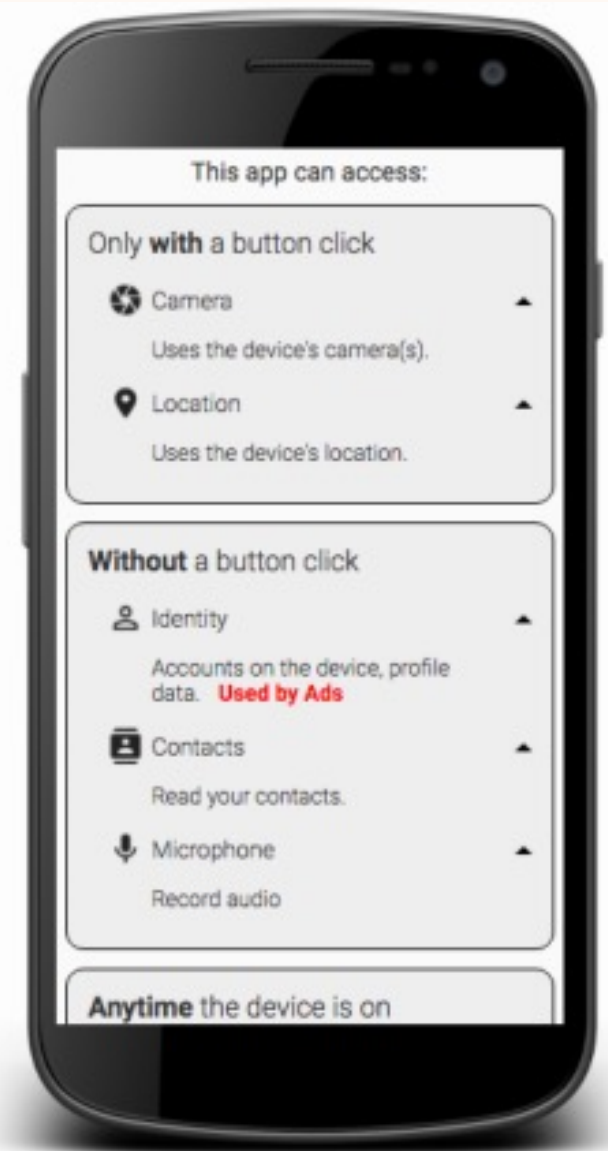 This app can access:
Only with a button click
Camera
Uses the device's camera(s).
Location
Uses the device's location.
Without a button click
Identity
Accounts on the device, profile
data. Used by Ads
Contacts
Read your contacts.
Microphone
Record audio
Anytime the device is on